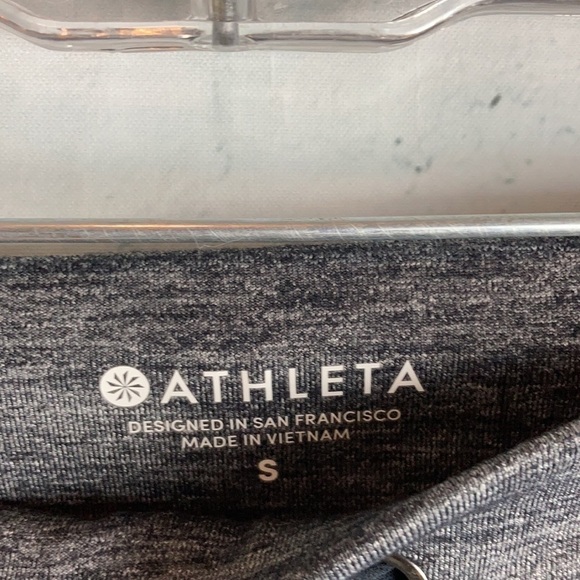 ATHLETA
DESIGNED IN SAN FRANCISCO
MADE IN VIETNAM
S